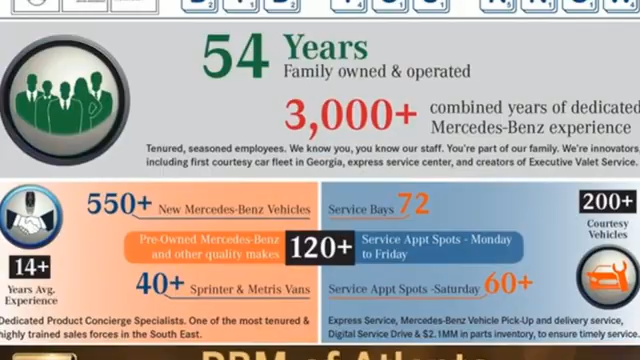 54 Years
Family owned & operated
3,000+ combined years of dedicated
Mercedes-Benz experience
Tenured, seasoned employees. We know you, you know our staff. You're part of our family. We're innovators,
including first courtesy car fleet in Georgia, express service center, and creators of Executive Valet Service.
550+ New Mercedes-Benz Vehicles
Pre-Owned Mercedes-Benz
and other quality makes
120+
14+
Years Avg.
Experience
40+ Sprinter & Metris Vans
Dedicated Product Concierge Specialists. One of the most tenured &
highly trained sales forces in the South East.
Service Bays 72
200+
Courtesy
Vehicles
Service Appt Spots - Monday
to Friday
Service Appt Spots -Saturday 60+
Express Service, Mercedes-Benz Vehicle Pick-Up and delivery service,
Digital Service Drive & $2.1MM in parts inventory, to ensure timely service.